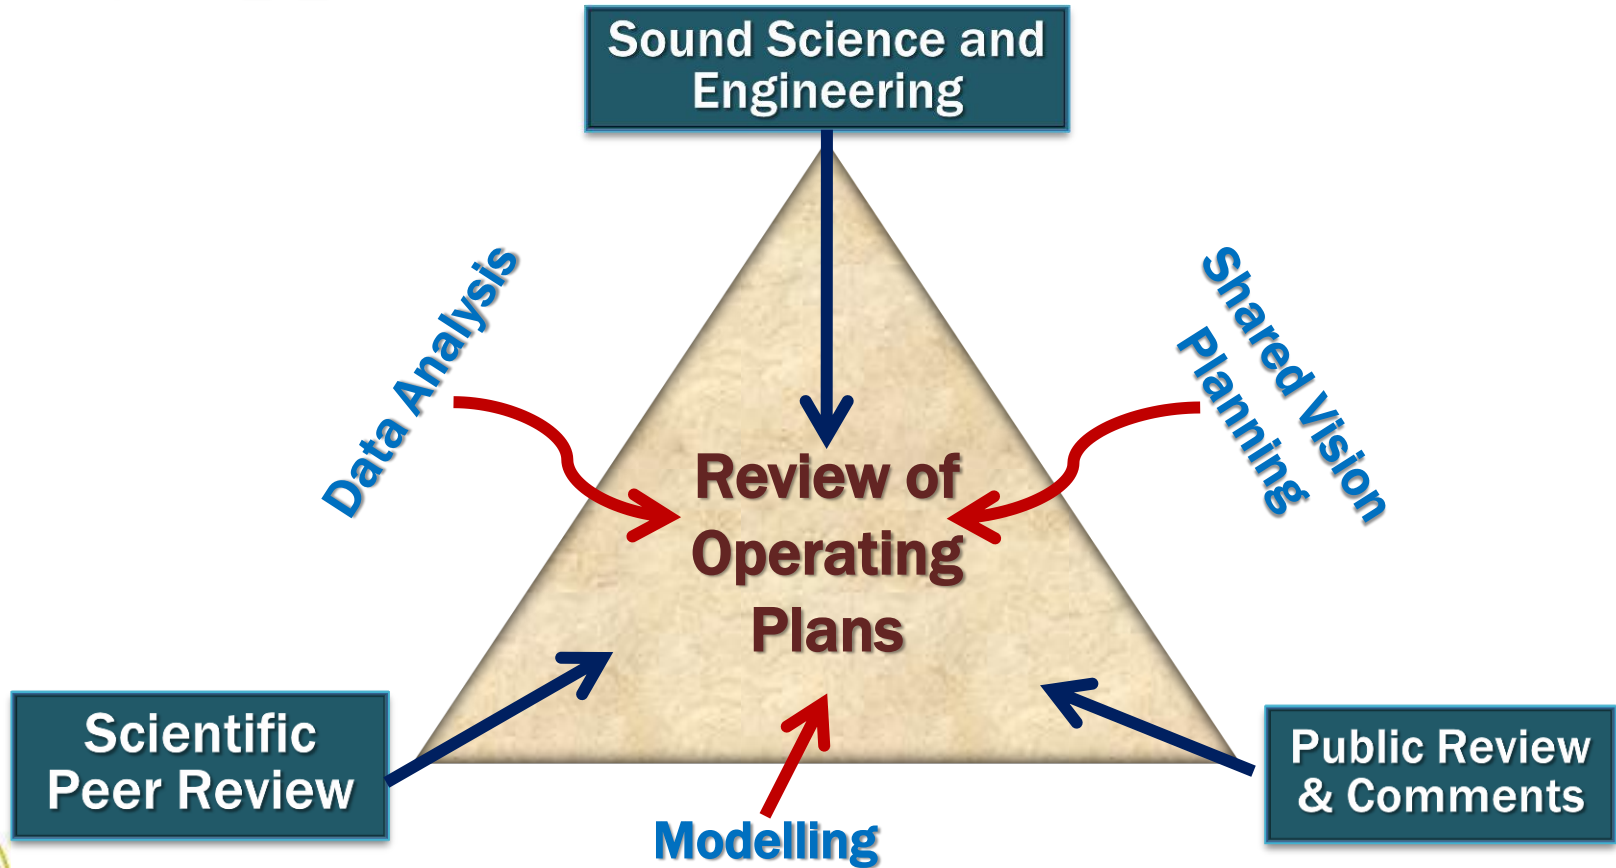 Sound Science and
Engineering
Data Analysis
Shared Vision
Planning
Review of
Operating
Plans
Scientific
Peer Review
Public Review
& Comments
Modelling